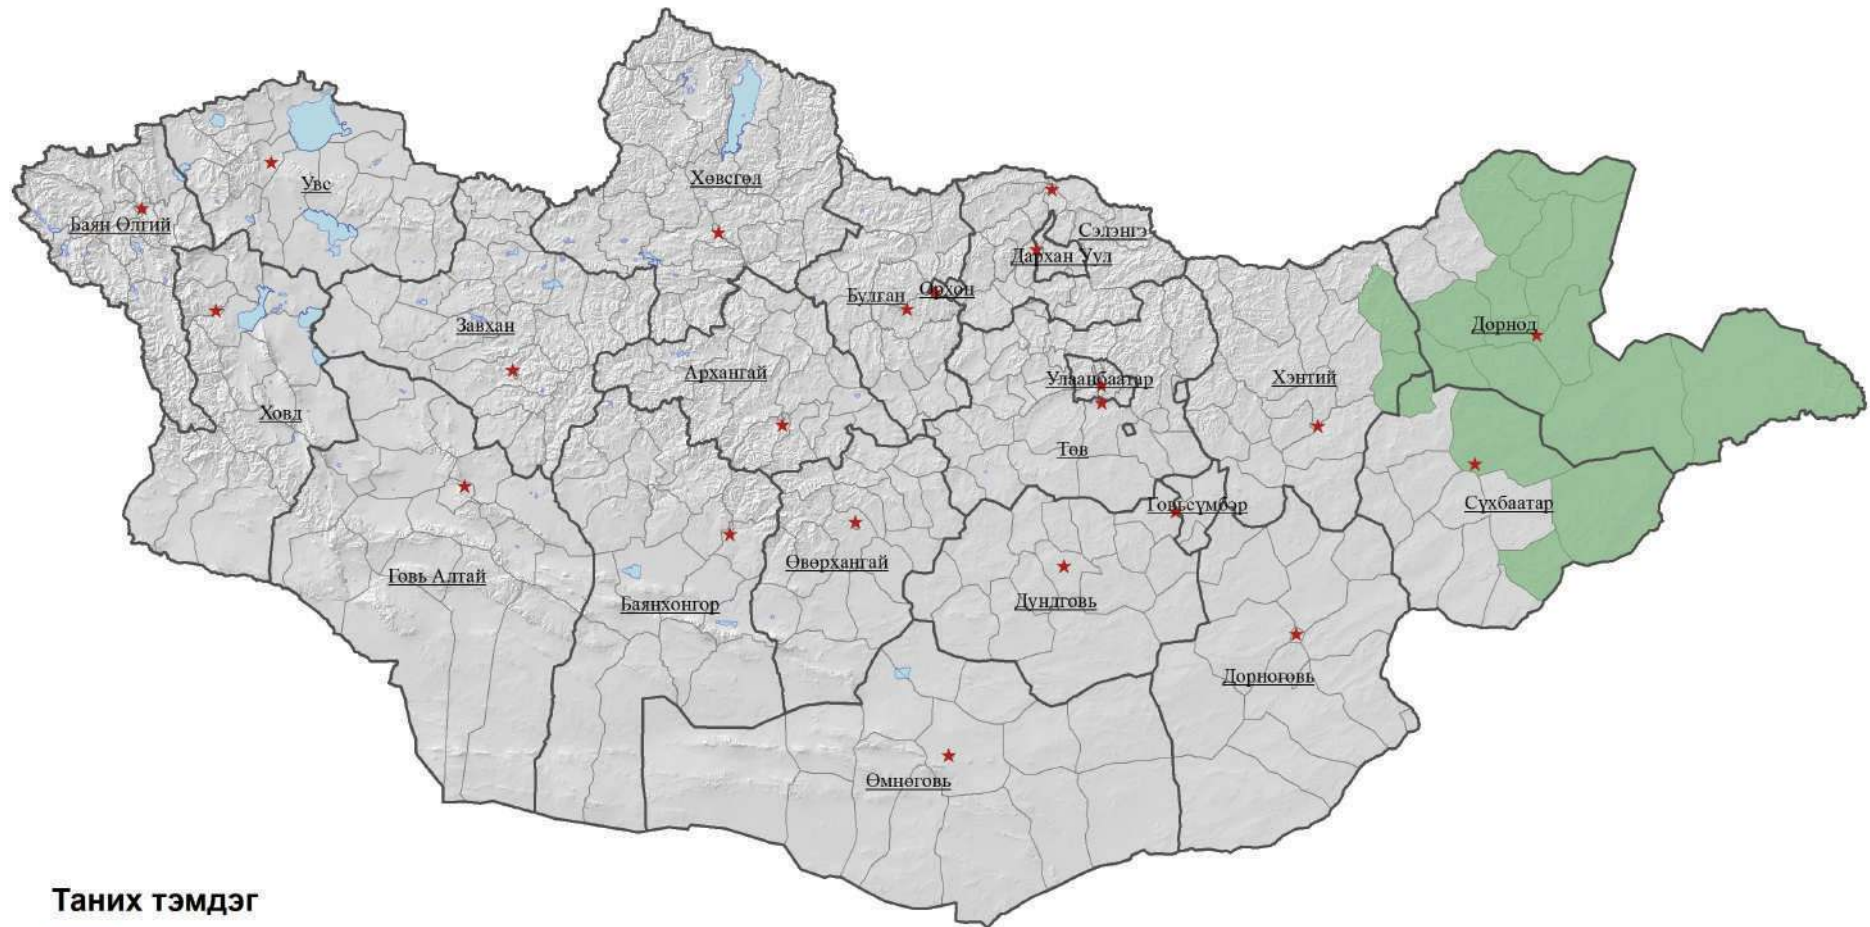 Хөвсгөл
Увс
Баян Өлгий
Сэлэнгэ
Дархан Уул
Орхон
Булган
Завхан
Дорнод
Архангай
Улаанбаатар
Хэнтий
Ховд
Төв
Говьсүмбэр
Сүхбаатар
Өвөрхангай
Говь Алтай
Баянхонгор
Дундговь
Дорноговь
Өмнөговь
Таних тэмдэг